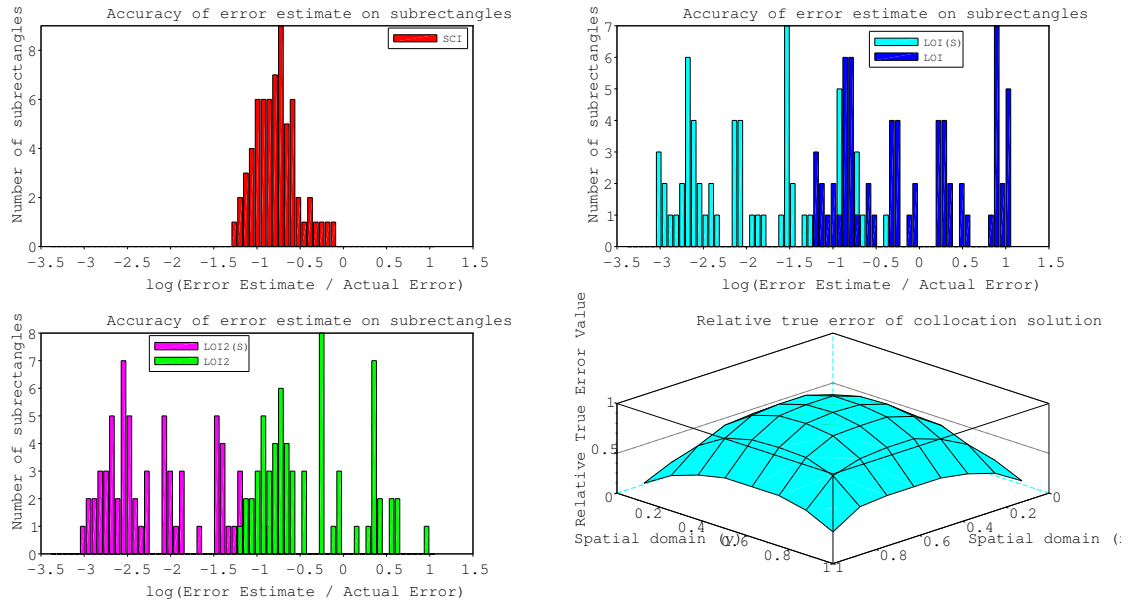 Accuracy of error estimate on subrectangles
SCI
Number of subrectangles
8
6
4
2
0
−3.5 −3 −2.5 −2 −1.5 −1 −0.5 0 0.5 1 1.5
log(Error Estimate / Actual Error)
Accuracy of error estimate on subrectangles
LOI(S)
LOI
Number of subrectangles
7
6
5
4
3
2
1
0
−3.5 −3 −2.5 −2 −1.5 −1 −0.5 0 0.5 1 1.5
log(Error Estimate / Actual Error)
Accuracy of error estimate on subrectangles
LOI2(S)
LOI2
Number of subrectangles
8
7
6
5
4
3
2
1
0
−3.5 −3 −2.5 −2 −1.5 −1 −0.5 0 0.5 1 1.5
log(Error Estimate / Actual Error)
Relative true error of collocation solution
Relative True Error Value
1
0.5
0
0.2 0.4 0.6 0.8 1
Spatial domain (y)
1 0.8 0.6 0.4 0.2 0
Spatial domain (